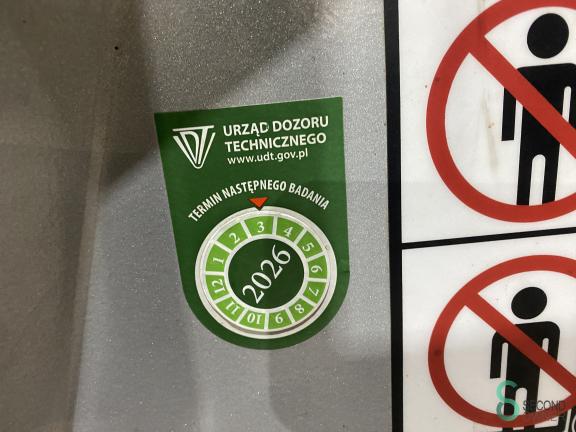 UDT
URZĄD DOZORU
TECHNICZNEGO
www.udt.gov.pl
TERMIN NASTĘPNEGO BADANIA
1 2 3 4 5 6 7 8 9 10 11 12
2026
SECOND